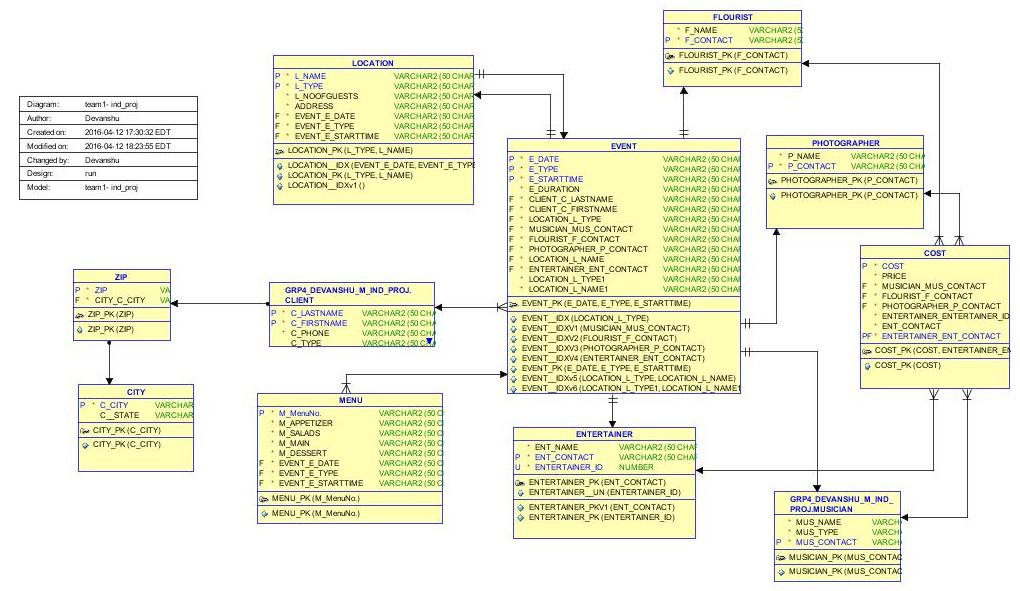 Diagram: team1- ind_proj
Author: Devanshu
Created on: 2016-04-12 17:30:32 EDT
Modified on: 2016-04-12 18:23:55 EDT
Changed by: Devanshu
Design: run
Model: team1- ind_proj
LOCATION
P * L_NAME VARCHAR2 (50 CHAR
P * L_TYPE VARCHAR2 (50 CHAR
* L_NOOFGUESTS VARCHAR2 (50 CHAR
* ADDRESS VARCHAR2 (50 CHAR
F * EVENT_E_DATE VARCHAR2 (50 CHAR
F * EVENT_E_TYPE VARCHAR2 (50 CHAR
F * EVENT_E_STARTTIME VARCHAR2 (50 CHAR
LOCATION_PK (L_TYPE, L_NAME)
LOCATION__IDX (EVENT_E_DATE, EVENT_E_TYPE
LOCATION_PK (L_TYPE, L_NAME)
LOCATION__IDXv1 ()
FLOURIST
* F_NAME VARCHAR2 (5
P * F_CONTACT VARCHAR2 (5
FLOURIST_PK (F_CONTACT)
FLOURIST_PK (F_CONTACT)
EVENT
P * E_DATE VARCHAR2 (50 CHAR
P * E_TYPE VARCHAR2 (50 CHAR
P * E_STARTTIME VARCHAR2 (50 CHAR
* E_DURATION VARCHAR2 (50 CHAR
F * CLIENT_C_LASTNAME VARCHAR2 (50 CHAR
F * CLIENT_C_FIRSTNAME VARCHAR2 (50 CHAR
F * LOCATION_L_TYPE VARCHAR2 (50 CHAR
F * MUSICIAN_MUS_CONTACT VARCHAR2 (50 CHAR
F * FLOURIST_F_CONTACT VARCHAR2 (50 CHAR
F * PHOTOGRAPHER_P_CONTACT VARCHAR2 (50 CHAR
F * LOCATION_L_NAME VARCHAR2 (50 CHAR
F * ENTERTAINER_ENT_CONTACT VARCHAR2 (50 CHAR
* LOCATION_L_TYPE1 VARCHAR2 (50 CHAR
* LOCATION_L_NAME1 VARCHAR2 (50 CHAR
EVENT_PK (E_DATE, E_TYPE, E_STARTTIME)
EVENT_IDX (LOCATION_L_TYPE)
EVENT_IDXV1 (MUSICIAN_MUS_CONTACT)
EVENT_IDXV2 (FLOURIST_F_CONTACT)
EVENT_IDXV3 (PHOTOGRAPHER_P_CONTACT)
EVENT_IDXV4 (ENTERTAINER_ENT_CONTACT)
EVENT_PK (E_DATE, E_TYPE, E_STARTTIME)
EVENT__IDXv5 (LOCATION_L_TYPE, LOCATION_L_NAME)
EVENT__IDXv6 (LOCATION_L_TYPE1, LOCATION_L_NAME1
PHOTOGRAPHER
* P_NAME VARCHAR2 (50 CHA
P * P_CONTACT VARCHAR2 (50 CHA
PHOTOGRAPHER_PK (P_CONTACT)
PHOTOGRAPHER_PK (P_CONTACT)
COST
P * COST
* PRICE
F * MUSICIAN_MUS_CONTACT
F * FLOURIST_F_CONTACT
F * PHOTOGRAPHER_P_CONTACT
* ENTERTAINER_ENTERTAINER_ID
* ENT_CONTACT
PF * ENTERTAINER_ENT_CONTACT
COST_PK (COST, ENTERTAINER_EN
COST_PK (COST)
ZIP
P * ZIP VA
F * CITY_C_CITY VA
ZIP_PK (ZIP)
ZIP_PK (ZIP)
GRP4_DEVANSHU_M_IND_PROJ.
CLIENT
P * C_LASTNAME VARCHAR2 (50 CH
P * C_FIRSTNAME VARCHAR2 (50 CH
* C_PHONE VARCHAR2 (50 CH
C_TYPE VARCHAR2 (50 CH
CITY
P * C_CITY VARCHAR
C__STATE VARCHAR
CITY_PK (C_CITY)
CITY_PK (C_CITY)
MENU
P * M_MenuNo. VARCHAR2 (50 C
* M_APPETIZER VARCHAR2 (50 C
* M_SALADS VARCHAR2 (50 C
* M_MAIN VARCHAR2 (50 C
* M_DESSERT VARCHAR2 (50 C
F * EVENT_E_DATE VARCHAR2 (50 C
F * EVENT_E_TYPE VARCHAR2 (50 C
F * EVENT_E_STARTTIME VARCHAR2 (50 C
MENU_PK (M_MenuNo.)
MENU_PK (M_MenuNo.)
ENTERTAINER
* ENT_NAME VARCHAR2 (50 CHAR
P * ENT_CONTACT VARCHAR2 (50 CHAR
U * ENTERTAINER_ID NUMBER
ENTERTAINER_PK (ENT_CONTACT)
ENTERTAINER__UN (ENTERTAINER_ID)
ENTERTAINER_PKV1 (ENT_CONTACT)
ENTERTAINER_PK (ENTERTAINER_ID)
GRP4_DEVANSHU_M_IND_
PROJ.MUSICIAN
* MUS_NAME VARCH
* MUS_TYPE VARCH
P * MUS_CONTACT VARCH
MUSICIAN_PK (MUS_CONTAC
MUSICIAN_PK (MUS_CONTAC